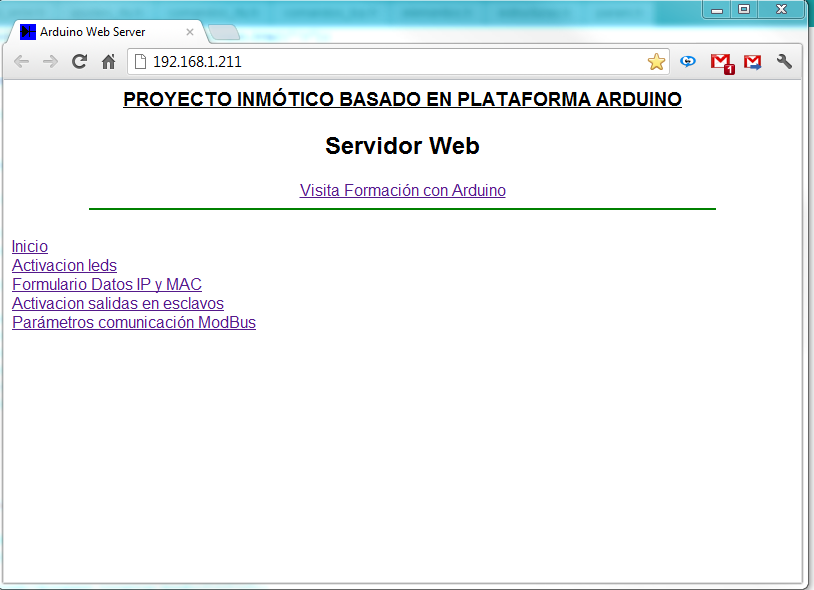 Arduino Web Server
192.168.1.211
1
PROYECTO INMÓTICO BASADO EN PLATAFORMA ARDUINO
Servidor Web
Visita Formación con Arduino
Inicio
Activacion leds
Formulario Datos IP y MAC
Activacion salidas en esclavos
Parámetros comunicación ModBus